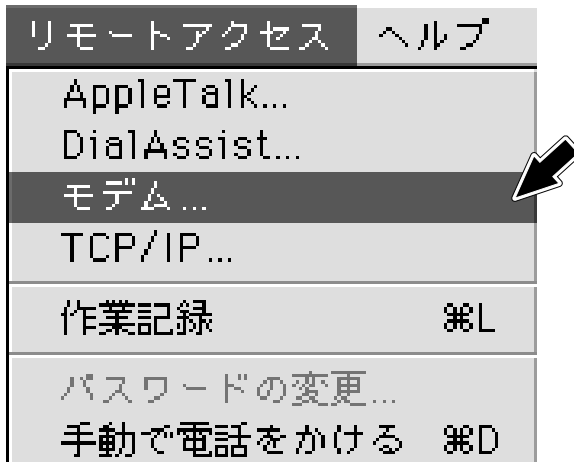 リモートアクセス ヘルプ
AppleTalk...
DialAssist...
モデム...
TCP/IP...
作業記録 ⌘L
パスワードの変更...
手動で電話をかける ⌘D